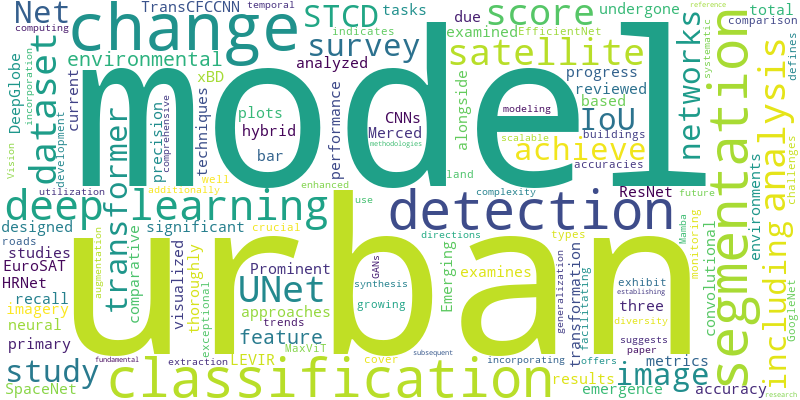 Net
TransCFCCNN
temporal
reference
computing
change
STCD
tasks
score
undergone
total
comparison
indicates
due
examined
EfficientNet
DeepGlobe
incorporation
dataset
environmental
survey
satellite
systematic
defines
current
xBD
analyzed
model
progress
reviewed
based
networks
segmentation
including analysis
challenges
development
transformer
precision
comprehensive
techniques
plots
hybrid
bar
performance
CNNs
Merced
methodologies
alongside
modeling
scalable
IoU
buildings
achieve
accuracies
Vision
utilization
well
additionally
enhanced
use
land
complexity
ResNet
future
deep learning
detection
environments
designed
significant
crucial
directions
types
Mamba
monitoring
convolutional
roads
studies
EuroSAT
HRNet
imagery
recall
neural
primary
augmentation
comparative
visualized
thoroughly
exceptional
Prominent
UNet
approaches
feature
trends
LEVIR
MaxViT
GANs
synthesis
growing
urban
Emerging
examines
generalization
transformation
facilitating
exhibit
establishing
three
diversity
suggests
paper
GoogleNet
fundamental
extraction
cover
subsequent
incorporating
offers
metrics
study
SpaceNet
classification
results
emergence
image
accuracy
research